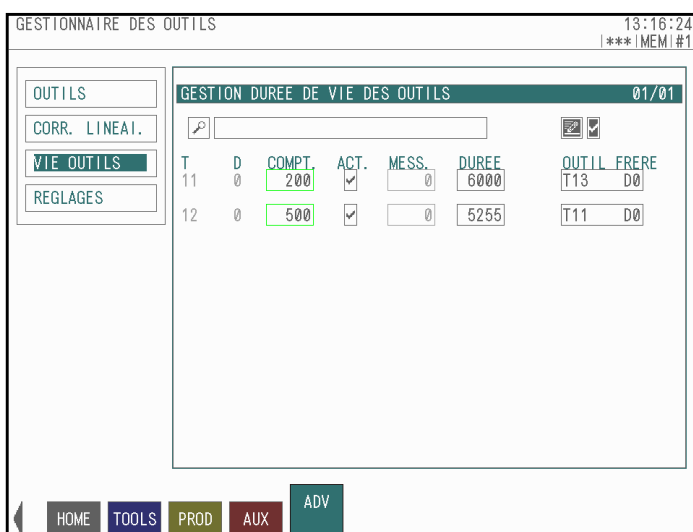 GESTIONNAIRE DES OUTILS 13:16:24
|***|MEM|#1
OUTILS
CORR. LINEAI.
VIE OUTILS
REGLAGES
GESTION DUREE DE VIE DES OUTILS 01/01
T D COMPT. ACT. MESS. DUREE OUTIL FRERE
11 0 200 0 6000 T13 D0
12 0 500 0 5255 T11 D0
HOME TOOLS PROD AUX ADV